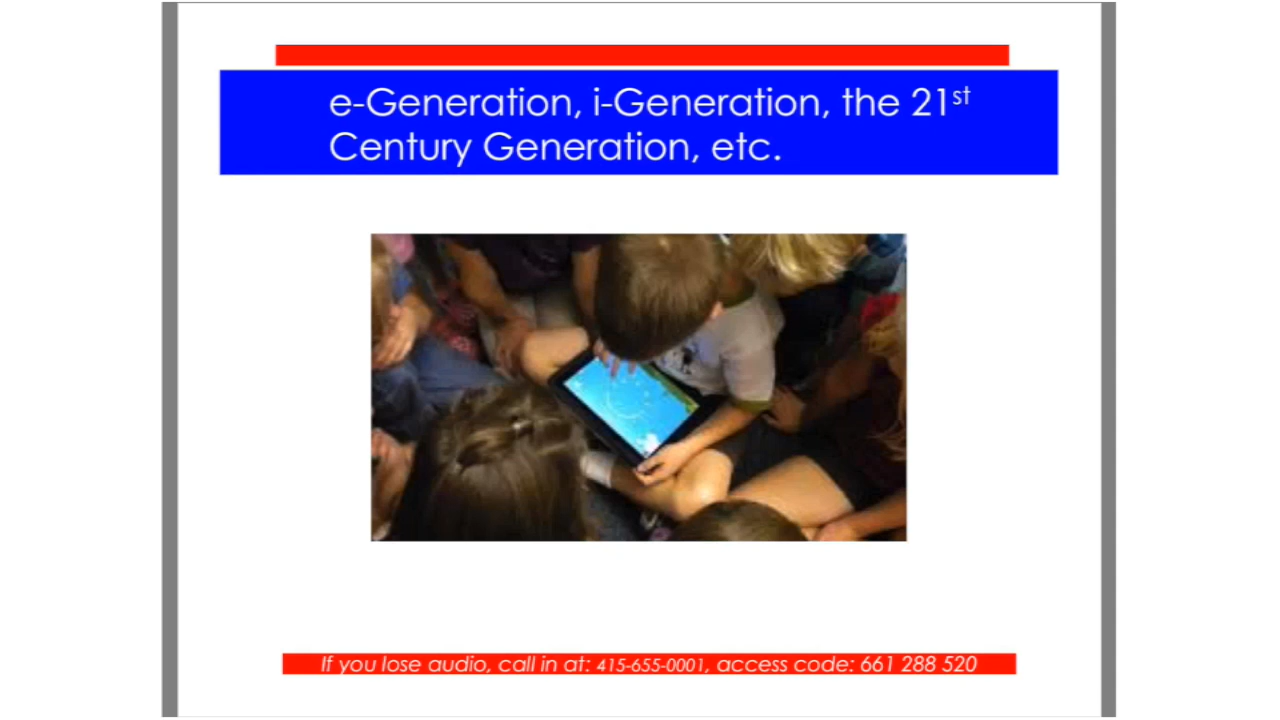 e-Generation, i-Generation, the 21st
Century Generation, etc.
If you lose audio, call in at: 415-655-0001, access code: 661 288 520